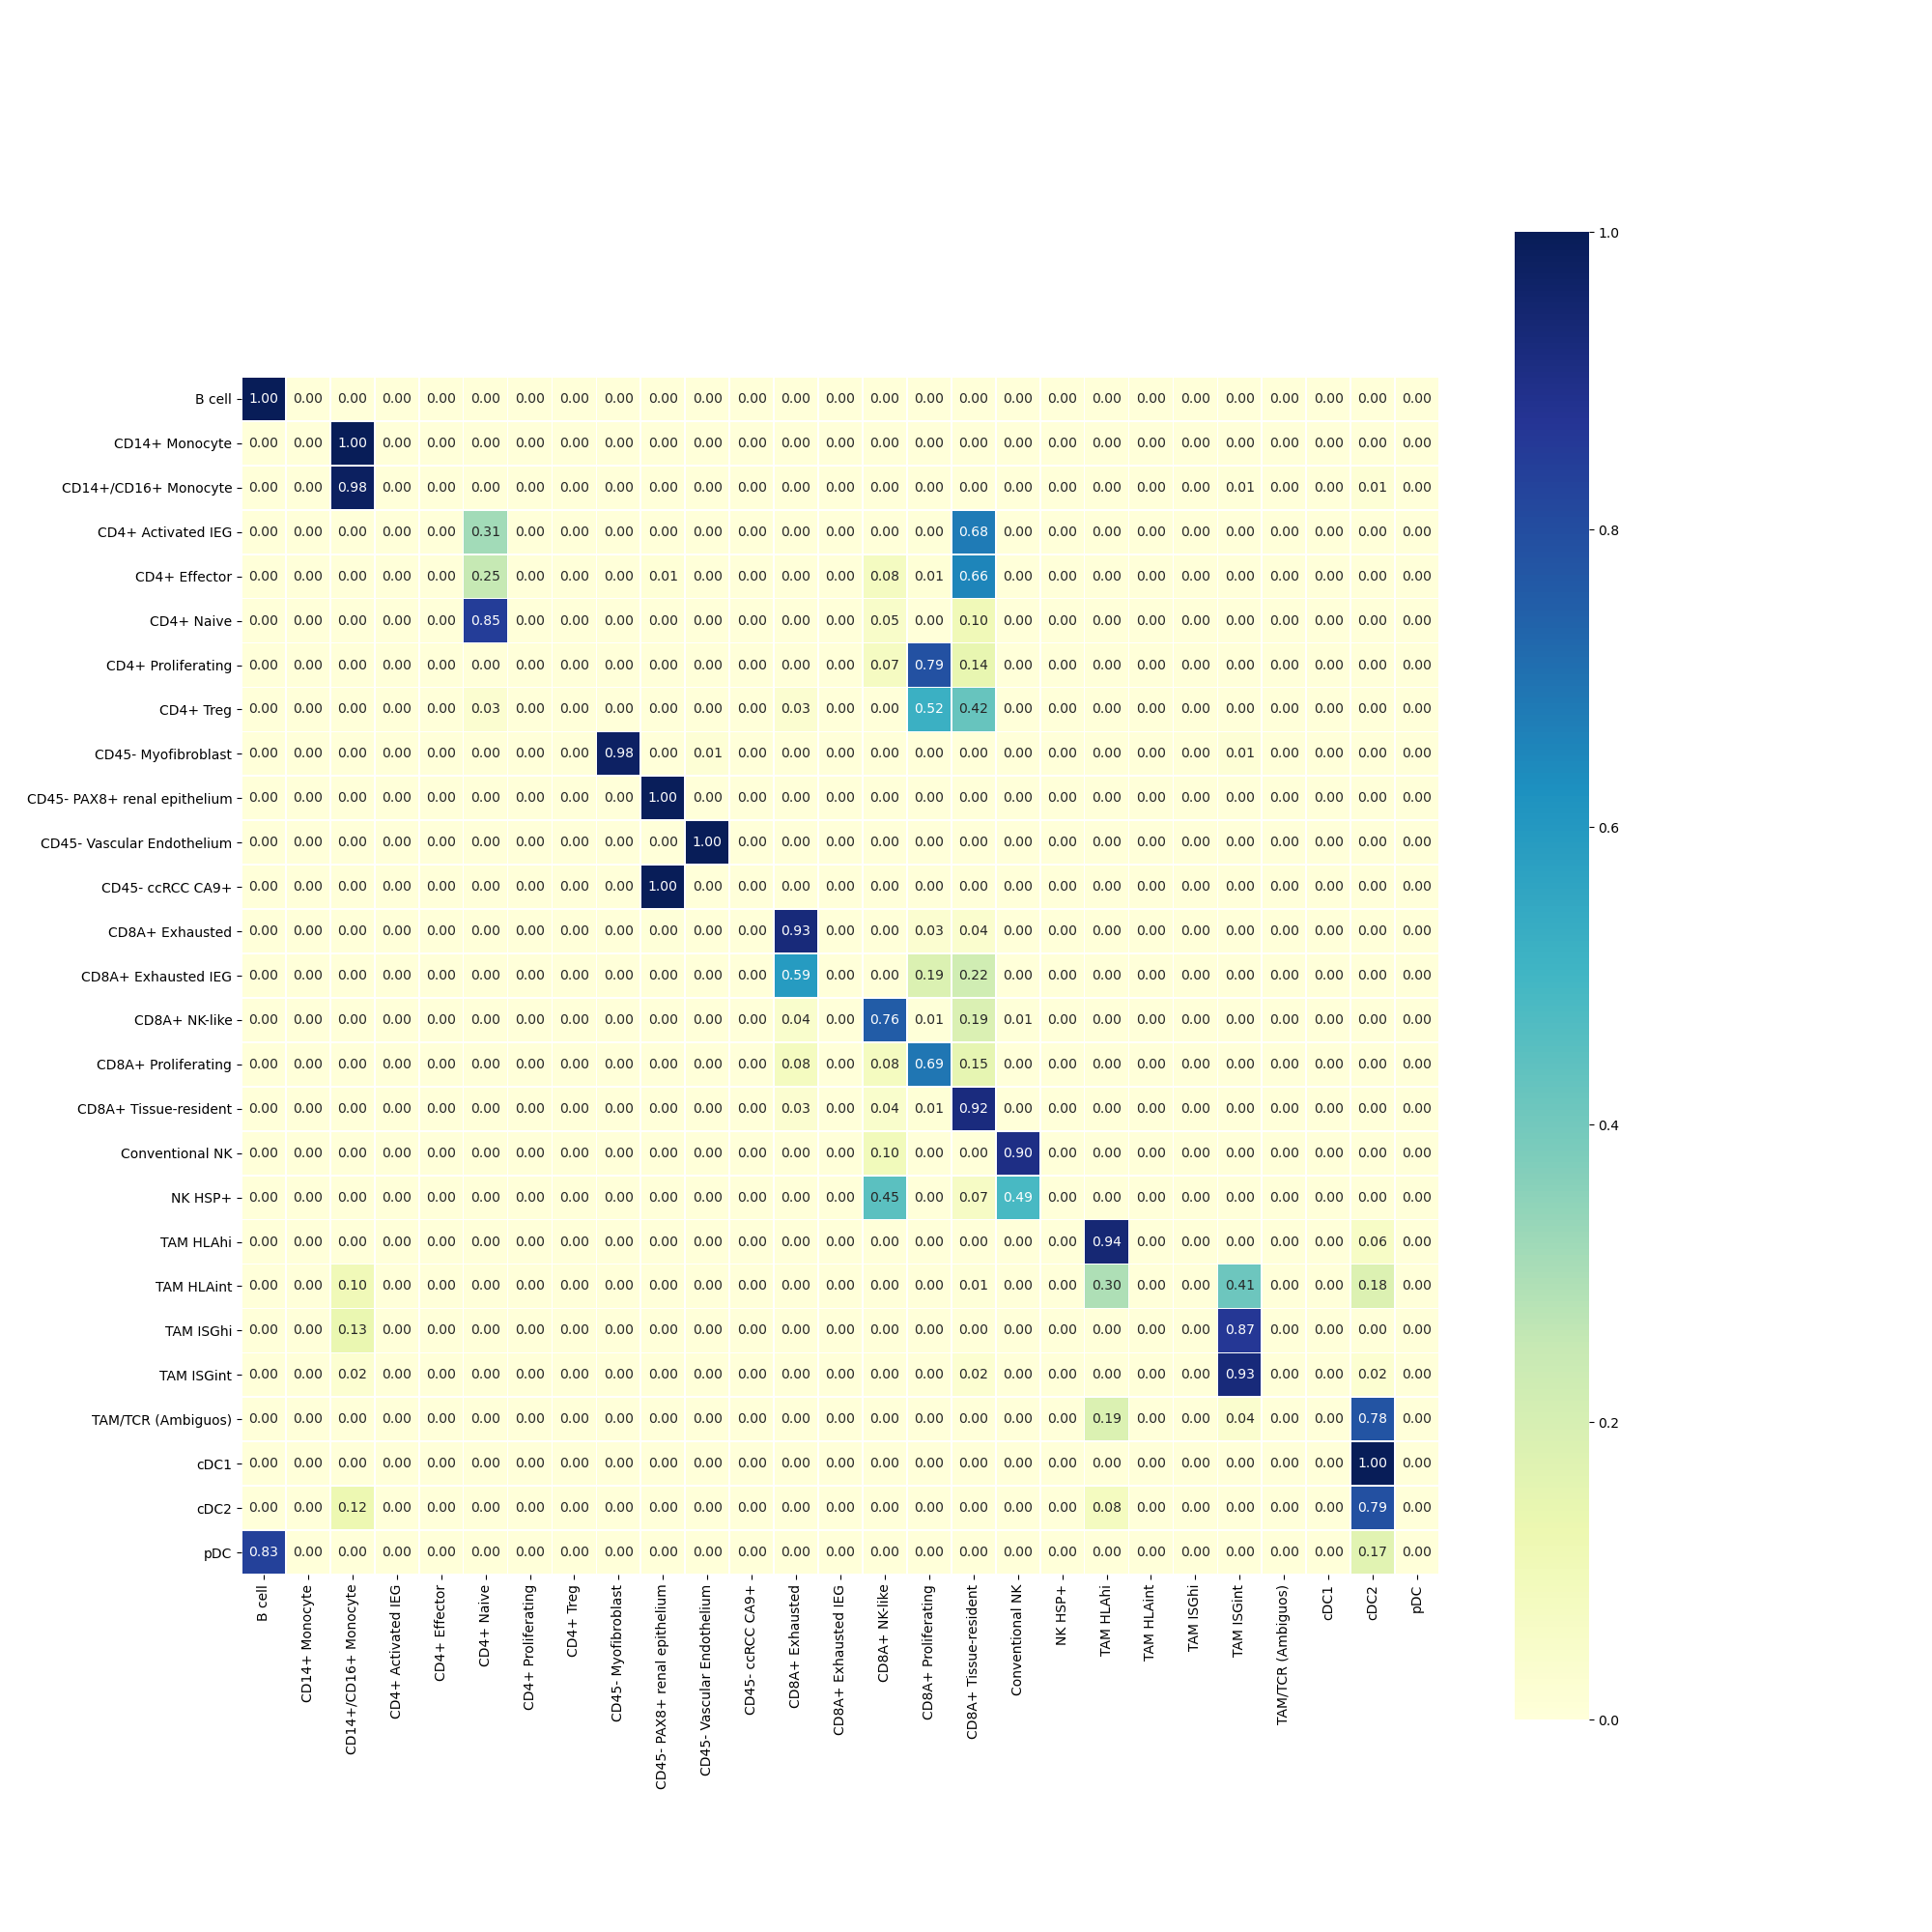 B cell 1.00 0.00 0.00 0.00 0.00 0.00 0.00 0.00 0.00 0.00 0.00 0.00 0.00 0.00 0.00 0.00 0.00 0.00 0.00 0.00 0.00 0.00 0.00 0.00 0.00 0.00 0.00
CD14+ Monocyte 0.00 0.00 1.00 0.00 0.00 0.00 0.00 0.00 0.00 0.00 0.00 0.00 0.00 0.00 0.00 0.00 0.00 0.00 0.00 0.00 0.00 0.00 0.00 0.00 0.00 0.00 0.00
CD14+/CD16+ Monocyte 0.00 0.00 0.98 0.00 0.00 0.00 0.00 0.00 0.00 0.00 0.00 0.00 0.00 0.00 0.00 0.00 0.00 0.00 0.00 0.00 0.00 0.00 0.01 0.00 0.00 0.01 0.00
CD4+ Activated IEG 0.00 0.00 0.00 0.00 0.00 0.31 0.00 0.00 0.00 0.00 0.00 0.00 0.00 0.00 0.00 0.00 0.68 0.00 0.00 0.00 0.00 0.00 0.00 0.00 0.00 0.00 0.00
CD4+ Effector 0.00 0.00 0.00 0.00 0.00 0.25 0.00 0.00 0.00 0.01 0.00 0.00 0.00 0.00 0.08 0.01 0.66 0.00 0.00 0.00 0.00 0.00 0.00 0.00 0.00 0.00 0.00
CD4+ Naive 0.00 0.00 0.00 0.00 0.00 0.85 0.00 0.00 0.00 0.00 0.00 0.00 0.00 0.00 0.05 0.00 0.10 0.00 0.00 0.00 0.00 0.00 0.00 0.00 0.00 0.00 0.00
CD4+ Proliferating 0.00 0.00 0.00 0.00 0.00 0.00 0.00 0.00 0.00 0.00 0.00 0.00 0.00 0.00 0.07 0.79 0.14 0.00 0.00 0.00 0.00 0.00 0.00 0.00 0.00 0.00 0.00
CD4+ Treg 0.00 0.00 0.00 0.00 0.00 0.03 0.00 0.00 0.00 0.00 0.00 0.00 0.03 0.00 0.00 0.52 0.42 0.00 0.00 0.00 0.00 0.00 0.00 0.00 0.00 0.00 0.00
CD45- Myofibroblast 0.00 0.00 0.00 0.00 0.00 0.00 0.00 0.00 0.98 0.00 0.01 0.00 0.00 0.00 0.00 0.00 0.00 0.00 0.00 0.00 0.00 0.00 0.01 0.00 0.00 0.00 0.00
CD45- PAX8+ renal epithelium 0.00 0.00 0.00 0.00 0.00 0.00 0.00 0.00 0.00 1.00 0.00 0.00 0.00 0.00 0.00 0.00 0.00 0.00 0.00 0.00 0.00 0.00 0.00 0.00 0.00 0.00 0.00
CD45- Vascular Endothelium 0.00 0.00 0.00 0.00 0.00 0.00 0.00 0.00 0.00 0.00 1.00 0.00 0.00 0.00 0.00 0.00 0.00 0.00 0.00 0.00 0.00 0.00 0.00 0.00 0.00 0.00 0.00
CD45- ccRCC CA9+ 0.00 0.00 0.00 0.00 0.00 0.00 0.00 0.00 0.00 1.00 0.00 0.00 0.00 0.00 0.00 0.00 0.00 0.00 0.00 0.00 0.00 0.00 0.00 0.00 0.00 0.00 0.00
CD8A+ Exhausted 0.00 0.00 0.00 0.00 0.00 0.00 0.00 0.00 0.00 0.00 0.00 0.00 0.93 0.00 0.00 0.03 0.04 0.00 0.00 0.00 0.00 0.00 0.00 0.00 0.00 0.00 0.00
CD8A+ Exhausted IEG 0.00 0.00 0.00 0.00 0.00 0.00 0.00 0.00 0.00 0.00 0.00 0.00 0.59 0.00 0.00 0.19 0.22 0.00 0.00 0.00 0.00 0.00 0.00 0.00 0.00 0.00 0.00
CD8A+ NK-like 0.00 0.00 0.00 0.00 0.00 0.00 0.00 0.00 0.00 0.00 0.00 0.00 0.04 0.00 0.76 0.01 0.19 0.01 0.00 0.00 0.00 0.00 0.00 0.00 0.00 0.00 0.00
CD8A+ Proliferating 0.00 0.00 0.00 0.00 0.00 0.00 0.00 0.00 0.00 0.00 0.00 0.00 0.08 0.00 0.08 0.69 0.15 0.00 0.00 0.00 0.00 0.00 0.00 0.00 0.00 0.00 0.00
CD8A+ Tissue-resident 0.00 0.00 0.00 0.00 0.00 0.00 0.00 0.00 0.00 0.00 0.00 0.00 0.03 0.00 0.04 0.01 0.92 0.00 0.00 0.00 0.00 0.00 0.00 0.00 0.00 0.00 0.00
Conventional NK 0.00 0.00 0.00 0.00 0.00 0.00 0.00 0.00 0.00 0.00 0.00 0.00 0.00 0.00 0.10 0.00 0.00 0.90 0.00 0.00 0.00 0.00 0.00 0.00 0.00 0.00 0.00
NK HSP+ 0.00 0.00 0.00 0.00 0.00 0.00 0.00 0.00 0.00 0.00 0.00 0.00 0.00 0.00 0.45 0.00 0.07 0.49 0.00 0.00 0.00 0.00 0.00 0.00 0.00 0.00 0.00
TAM HLAhi 0.00 0.00 0.00 0.00 0.00 0.00 0.00 0.00 0.00 0.00 0.00 0.00 0.00 0.00 0.00 0.00 0.00 0.00 0.00 0.94 0.00 0.00 0.00 0.00 0.00 0.06 0.00
TAM HLAint 0.00 0.00 0.10 0.00 0.00 0.00 0.00 0.00 0.00 0.00 0.00 0.00 0.00 0.00 0.00 0.00 0.01 0.00 0.00 0.30 0.00 0.00 0.41 0.00 0.00 0.18 0.00
TAM ISGhi 0.00 0.00 0.13 0.00 0.00 0.00 0.00 0.00 0.00 0.00 0.00 0.00 0.00 0.00 0.00 0.00 0.00 0.00 0.00 0.00 0.00 0.00 0.87 0.00 0.00 0.00 0.00
TAM ISGint 0.00 0.00 0.02 0.00 0.00 0.00 0.00 0.00 0.00 0.00 0.00 0.00 0.00 0.00 0.00 0.00 0.02 0.00 0.00 0.00 0.00 0.00 0.93 0.00 0.00 0.02 0.00
TAM/TCR (Ambiguos) 0.00 0.00 0.00 0.00 0.00 0.00 0.00 0.00 0.00 0.00 0.00 0.00 0.00 0.00 0.00 0.00 0.00 0.00 0.00 0.19 0.00 0.00 0.04 0.00 0.00 0.78 0.00
cDC1 0.00 0.00 0.00 0.00 0.00 0.00 0.00 0.00 0.00 0.00 0.00 0.00 0.00 0.00 0.00 0.00 0.00 0.00 0.00 0.00 0.00 0.00 0.00 0.00 0.00 1.00 0.00
cDC2 0.00 0.00 0.12 0.00 0.00 0.00 0.00 0.00 0.00 0.00 0.00 0.00 0.00 0.00 0.00 0.00 0.00 0.00 0.00 0.08 0.00 0.00 0.00 0.00 0.00 0.79 0.00
pDC 0.83 0.00 0.00 0.00 0.00 0.00 0.00 0.00 0.00 0.00 0.00 0.00 0.00 0.00 0.00 0.00 0.00 0.00 0.00 0.00 0.00 0.00 0.00 0.00 0.00 0.17 0.00
B cell
CD14+ Monocyte
CD14+/CD16+ Monocyte
CD4+ Activated IEG
CD4+ Effector
CD4+ Naive
CD4+ Proliferating
CD4+ Treg
CD45- Myofibroblast
CD45- PAX8+ renal epithelium
CD45- Vascular Endothelium
CD45- ccRCC CA9+
CD8A+ Exhausted
CD8A+ Exhausted IEG
CD8A+ NK-like
CD8A+ Proliferating
CD8A+ Tissue-resident
Conventional NK
NK HSP+
TAM HLAhi
TAM HLAint
TAM ISGhi
TAM ISGint
TAM/TCR (Ambiguos)
cDC1
cDC2
pDC
1.0
0.8
0.6
0.4
0.2
0.0